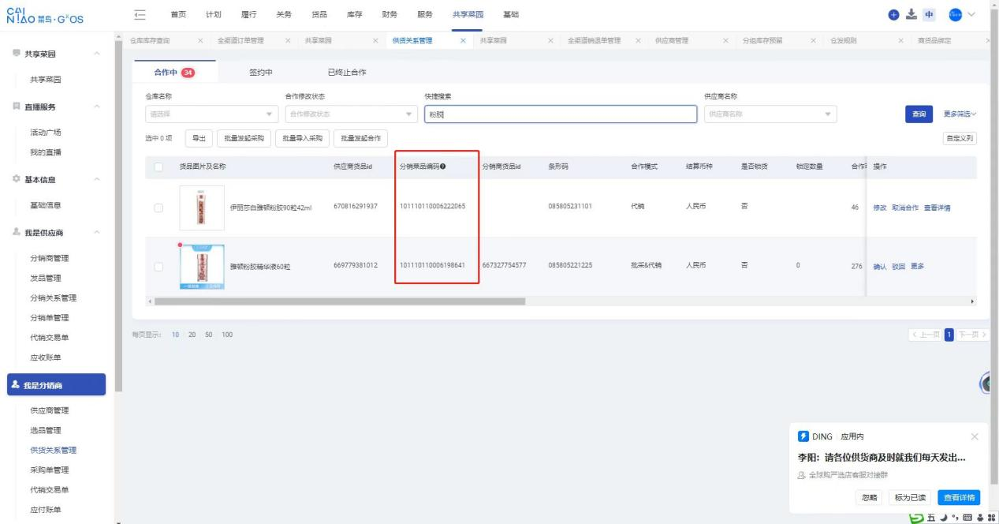 CAINIAO 菜鸟·G∧OS
首页 计划 履行 关务 货品 库存 财务 服务 共享菜园 基础
中
仓库库存查询 全渠道订单管理 共享菜园 供货关系管理 共享菜园 全渠道销退单管理 供应商管理 分组库存预留 仓发规则 商货品绑定
共享菜园
共享菜园
直播服务
活动广场
我的直播
基本信息
基础信息
我是供应商
分销商管理
发品管理
分销关系管理
分销单管理
代销交易单
应收账单
我是分销商
供应商管理
选品管理
供货关系管理
采购单管理
代销交易单
应付账单
合作中 34 签约中 已终止合作
仓库名称 合作修改状态 快捷搜索 供应商名称
请选择 合作修改状态 粉胶 供应商名称 查询 更多筛选
选中 0 项 导出 批量发起采购 批量导入采购 批量发起合作 自定义列
货品图片及名称 供应商货品id 分销菜品编码 分销商货品id 条形码 合作模式 结算币种 是否锁货 锁定数量 合作 操作
伊丽莎白雅顿粉胶90粒42ml 670816291937 101110110006222065 085805231101 代销 人民币 否 46 修改 取消合作 查看详情
雅顿粉胶精华液60粒 669779381012 101110110006198641 667327754577 085805221225 批采&代销 人民币 否 0 276 确认 驳回 更多
每页显示: 10 20 50 100 上一页 1 下一页
DING 应用内
李阳：请各位供货商及时就我们每天发出...
全球购严选店客服对接群
忽略 标为已读 查看详情
五